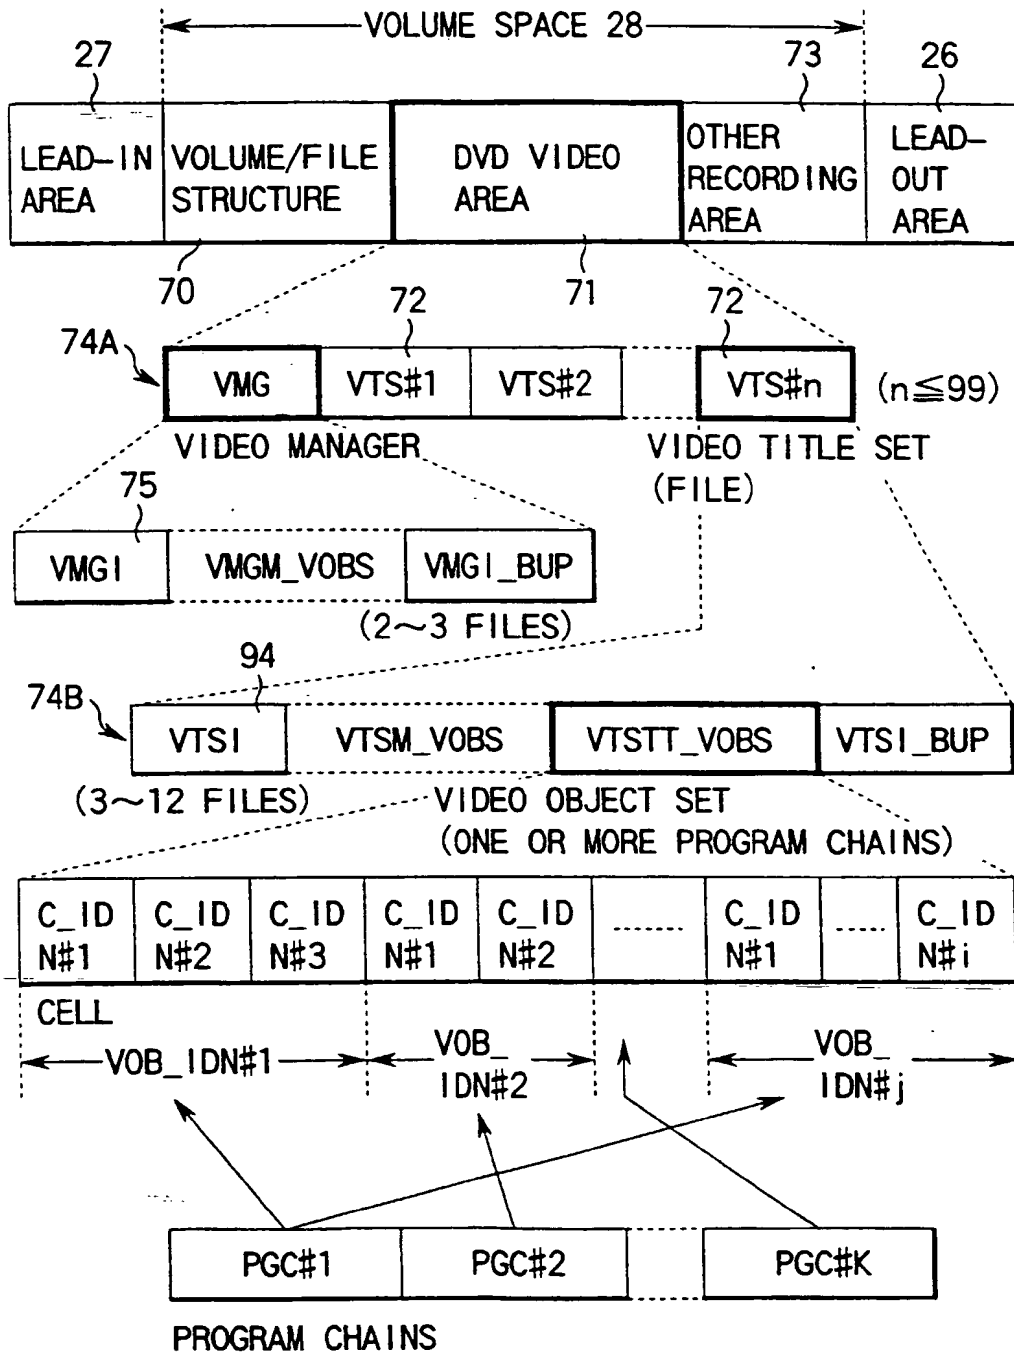 VOLUME SPACE 28
27
73
26
LEAD-IN AREA
VOLUME/FILE STRUCTURE
DVD VIDEO AREA
OTHER RECORDING AREA
LEAD-OUT AREA
70
71
72
72
74A
VMG
VTS#1
VTS#2
VTS#n
(n≦99)
VIDEO MANAGER
VIDEO TITLE SET
(FILE)
75
VMGI
VMGM_VOBS
VMGI_BUP
(2~3 FILES)
94
74B
VTSI
VTSM_VOBS
VTSTT_VOBS
VTSI_BUP
(3~12 FILES)
VIDEO OBJECT SET
(ONE OR MORE PROGRAM CHAINS)
C_ID N#1
C_ID N#2
C_ID N#3
C_ID N#1
C_ID N#2
........
C_ID N#1
......
C_ID N#i
CELL
VOB_IDN#1
VOB_ IDN#2
VOB_ IDN#j
PGC#1
PGC#2
PGC#K
PROGRAM CHAINS